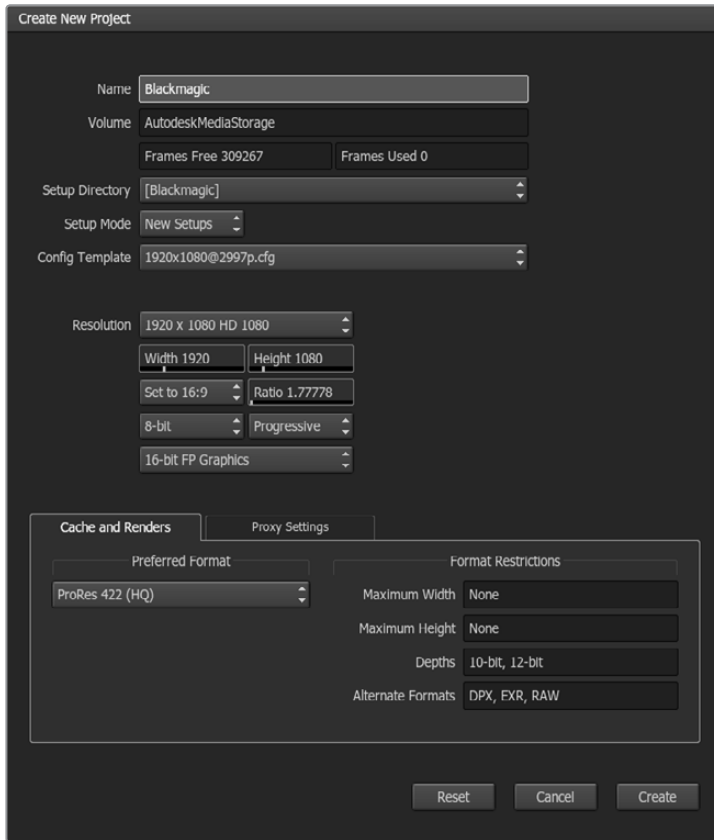 Create New Project
Name Blackmagic
Volume AutodeskMediaStorage
Frames Free 309267 Frames Used 0
Setup Directory [Blackmagic]
Setup Mode New Setups
Config Template 1920x1080@2997p.cfg
Resolution 1920 x 1080 HD 1080
Width 1920 Height 1080
Set to 16:9 Ratio 1.77778
8-bit Progressive
16-bit FP Graphics
Cache and Renders Proxy Settings
Preferred Format Format Restrictions
ProRes 422 (HQ) Maximum Width None
Maximum Height None
Depths 10-bit, 12-bit
Alternate Formats DPX, EXR, RAW
Reset Cancel Create